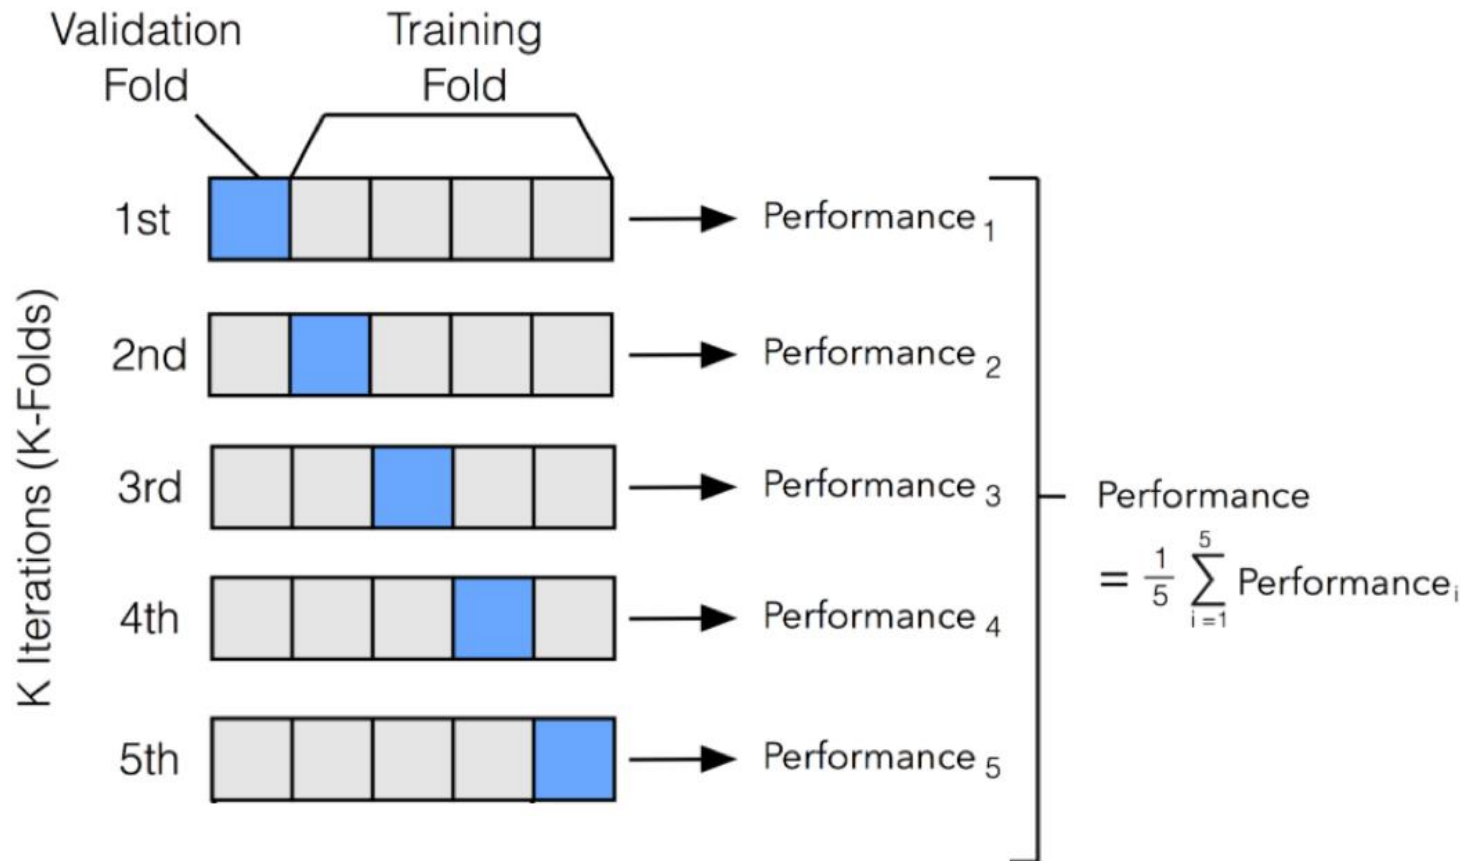 Validation
Fold
Training
Fold
K Iterations (K-Folds)
1st
Performance 1
2nd
Performance 2
3rd
Performance 3
4th
Performance 4
5th
Performance 5
Performance
= 1/5 5∑i=1 Performancei